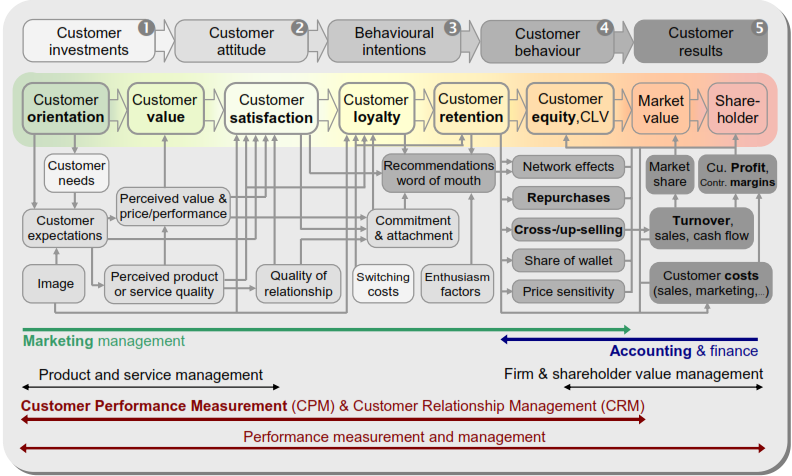 Customer
investments
1
Customer
attitude
2
Behavioural
intentions
3
Customer
behaviour
4
Customer
results
5
Customer
orientation
Customer
value
Customer
satisfaction
Customer
loyalty
Customer
retention
Customer
equity,CLV
Market
value
Share-
holder
Customer
needs
Recommendations
word of mouth
Network effects
Market
share
Cu. Profit,
Contr. margins
Perceived value &
price/performance
Repurchases
Customer
expectations
Commitment
& attachment
Cross-/up-selling
Turnover,
sales, cash flow
Share of wallet
Image
Perceived product
or service quality
Quality of
relationship
Switching
costs
Enthusiasm
factors
Price sensitivity
Customer costs
(sales, marketing,..)
Marketing management
Accounting & finance
Product and service management
Firm & shareholder value management
Customer Performance Measurement (CPM) & Customer Relationship Management (CRM)
Performance measurement and management